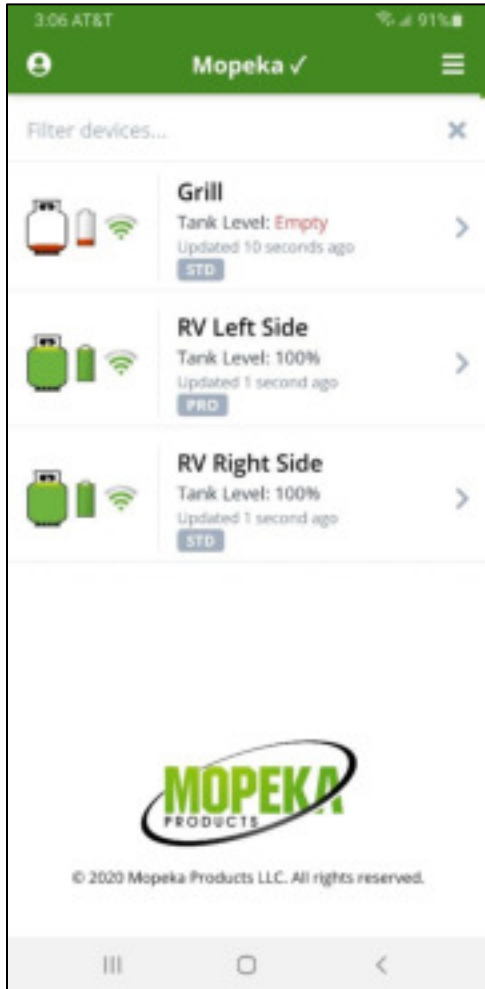 3:06 AT&T 91%
Mopeka ✓
Filter devices...
Grill
Tank Level: Empty
Updated 10 seconds ago
STD
RV Left Side
Tank Level: 100%
Updated 1 second ago
PRO
RV Right Side
Tank Level: 100%
Updated 1 second ago
STD
MOPEKA
PRODUCTS
© 2020 Mopeka Products LLC. All rights reserved.